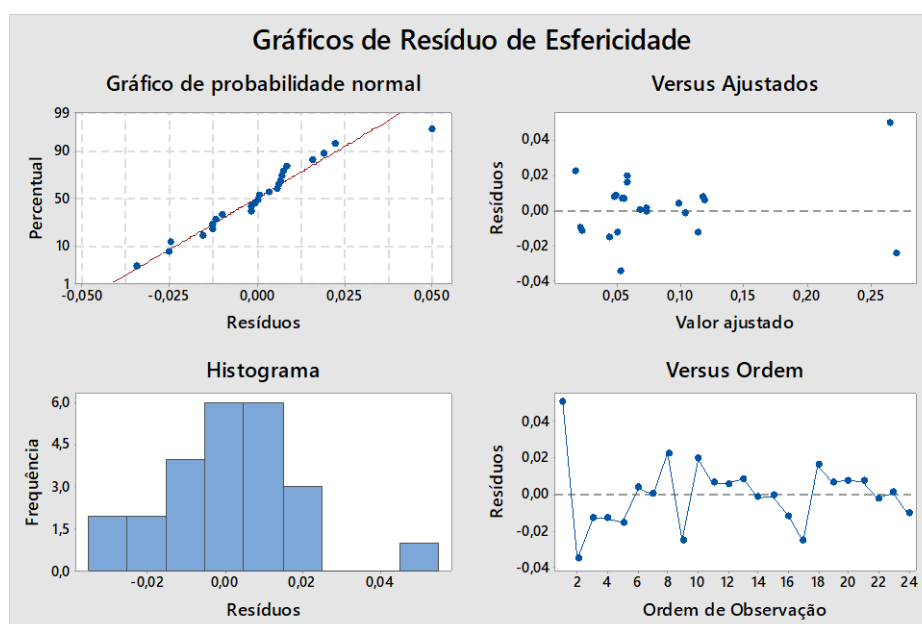 Gráficos de Resíduo de Esfericidade
Gráfico de probabilidade normal
99
90
50
10
1
Percentual
-0,050
-0,025
0,000
0,025
0,050
Resíduos
Versus Ajustados
0,04
0,02
0,00
-0,02
-0,04
Resíduos
0,05
0,10
0,15
0,20
0,25
Valor ajustado
Histograma
6,0
4,5
3,0
1,5
0,0
Frequência
-0,02
0,00
0,02
0,04
Resíduos
Versus Ordem
0,04
0,02
0,00
-0,02
-0,04
Resíduos
2 4 6 8 10 12 14 16 18 20 22 24
Ordem de Observação